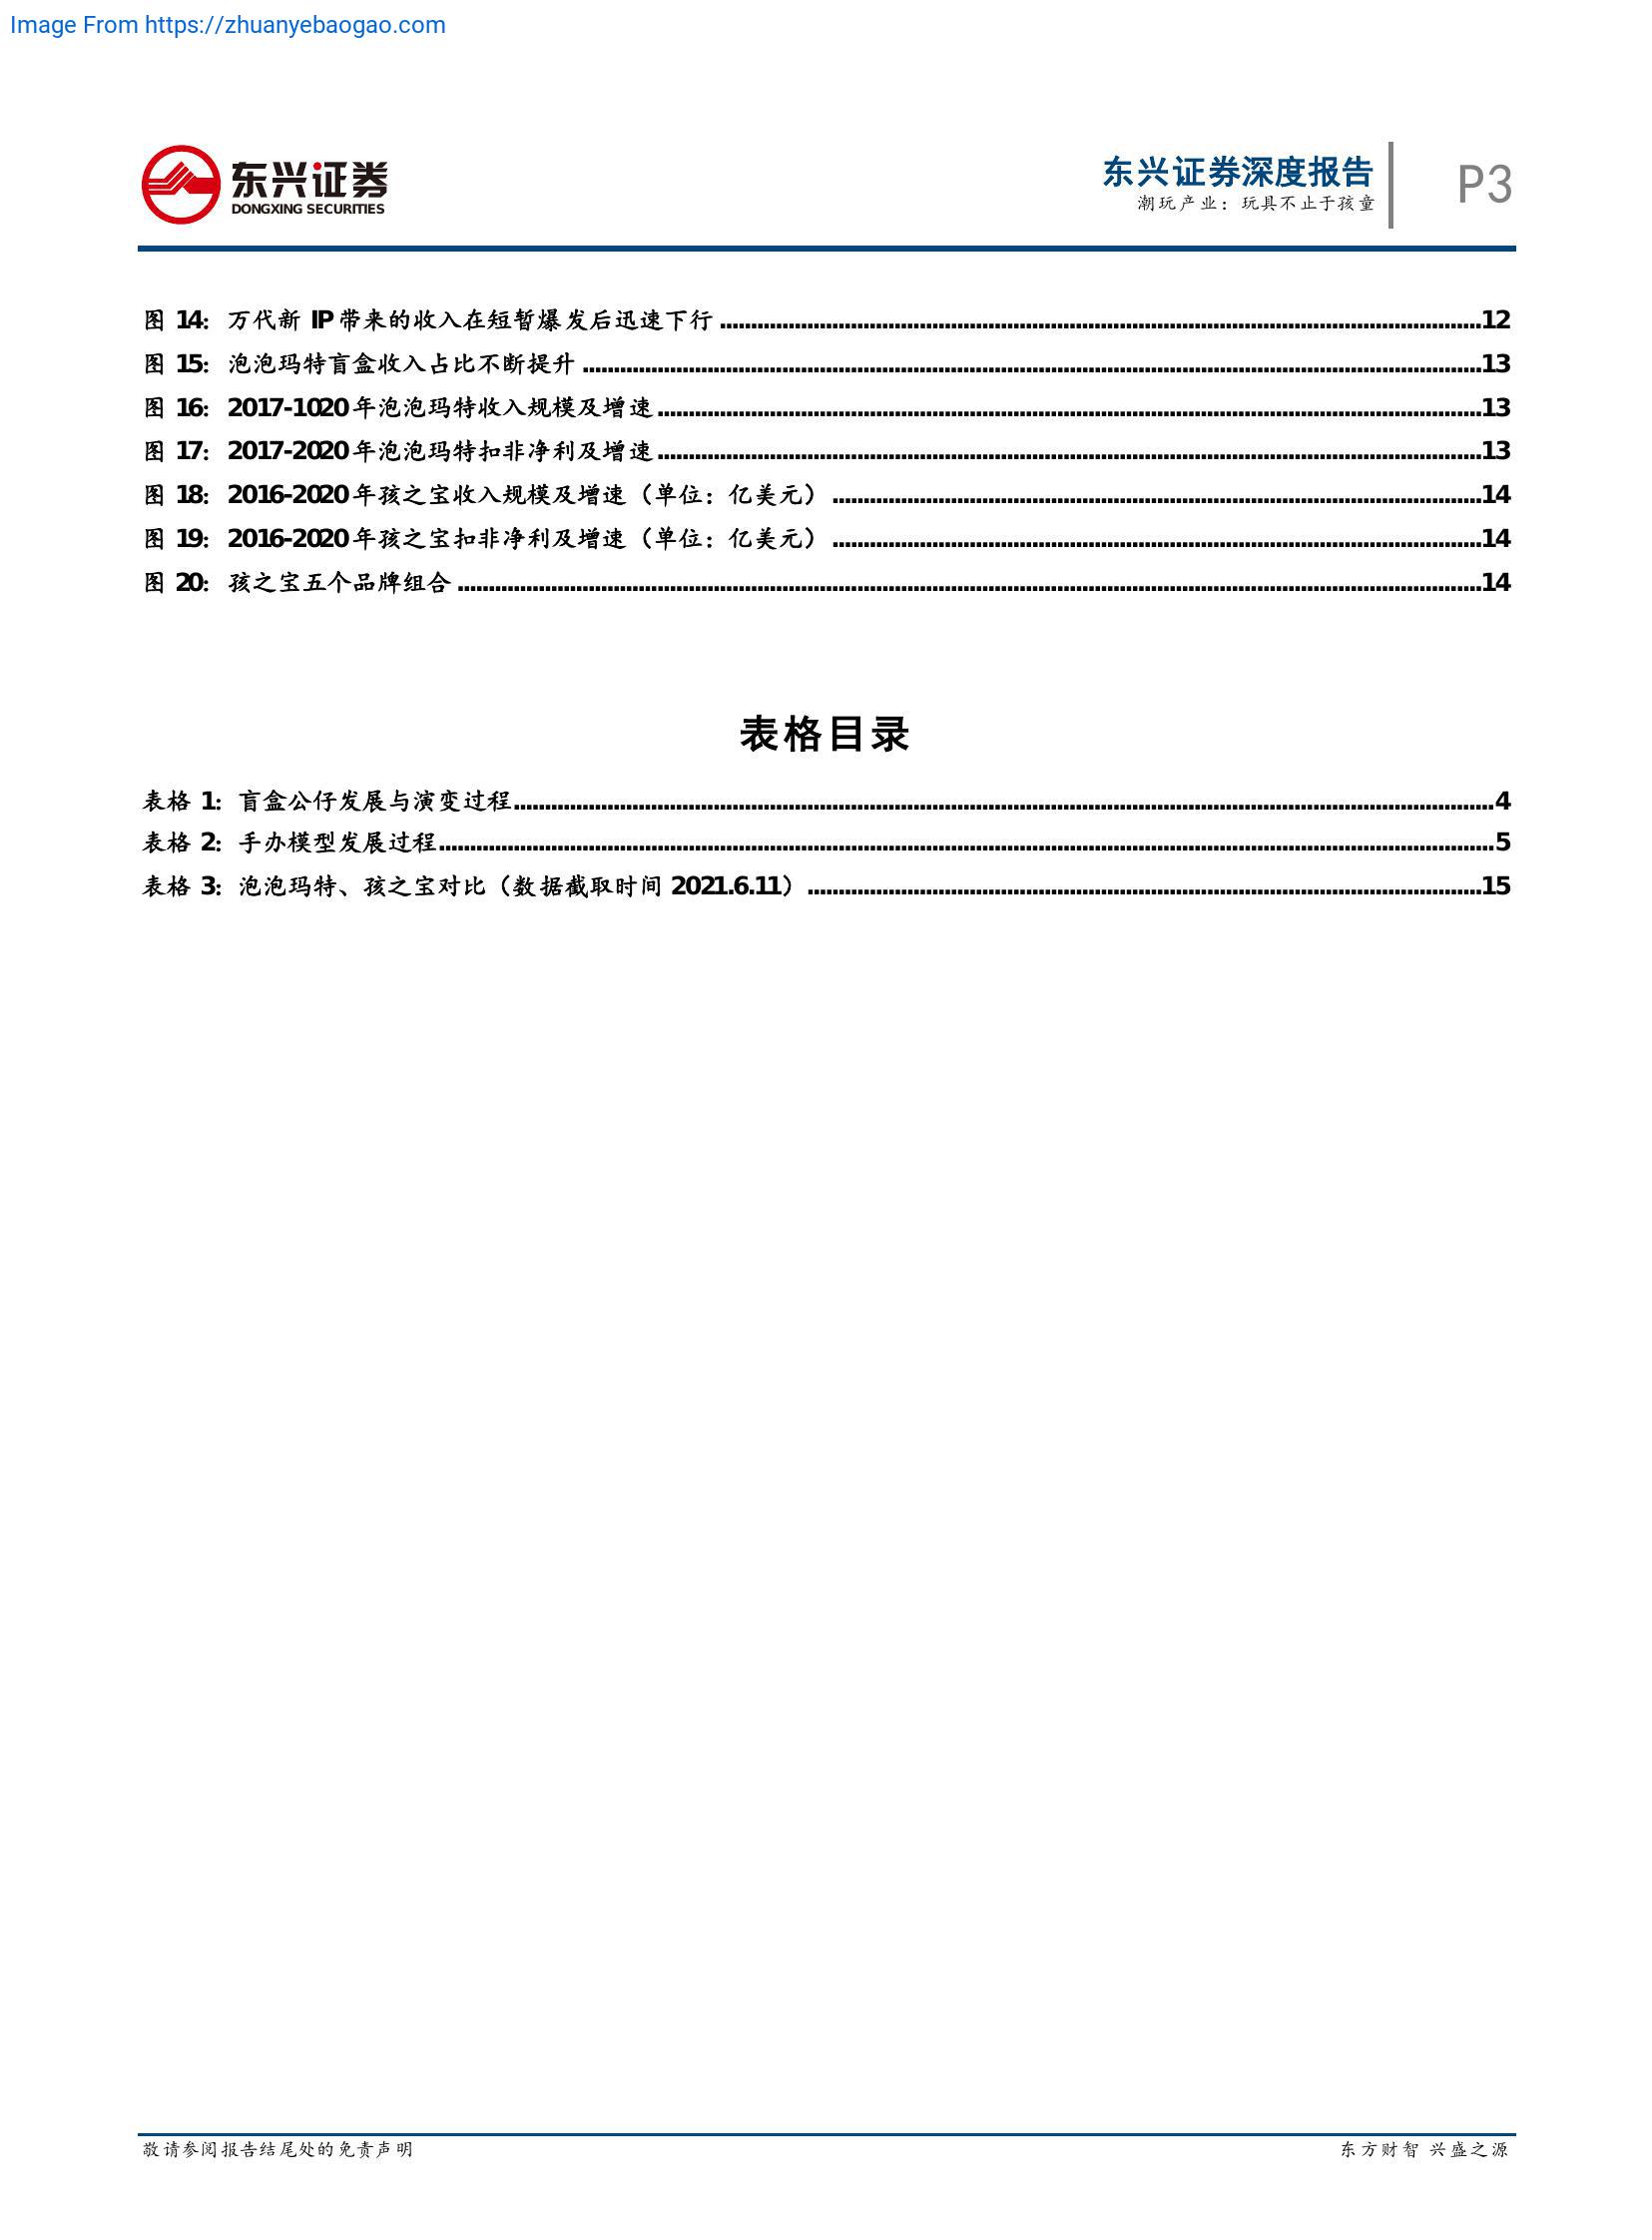 Image From https://zhuanyebaogao.com
东兴证券
DONGXING SECURITIES
东兴证券深度报告
潮玩产业：玩具不止于孩童
P3
图 14: 万代新 IP 带来的收入在短暂爆发后迅速下行 ........................................ 12
图 15: 泡泡玛特盲盒收入占比不断提升 ........................................ 13
图 16: 2017-1020 年泡泡玛特收入规模及增速 ........................................ 13
图 17: 2017-2020 年泡泡玛特扣非净利及增速 ........................................ 13
图 18: 2016-2020 年孩之宝收入规模及增速（单位：亿美元） ........................................ 14
图 19: 2016-2020 年孩之宝扣非净利及增速（单位：亿美元） ........................................ 14
图 20: 孩之宝五个品牌组合 ........................................ 14
表格目录
表格 1: 盲盒公仔发展与演变过程 ........................................ 4
表格 2: 手办模型发展过程 ........................................ 5
表格 3: 泡泡玛特、孩之宝对比（数据截取时间 2021.6.11） ........................................ 15
敬请参阅报告结尾处的免责声明
东方财智 兴盛之源